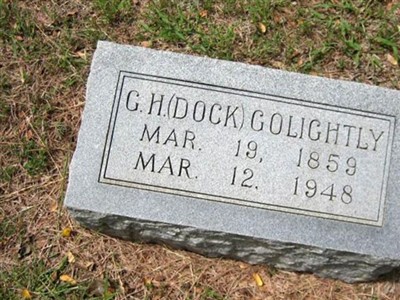 G. H. (DOCK) GOLIGHTLY
MAR. 19, 1859
MAR. 12, 1948